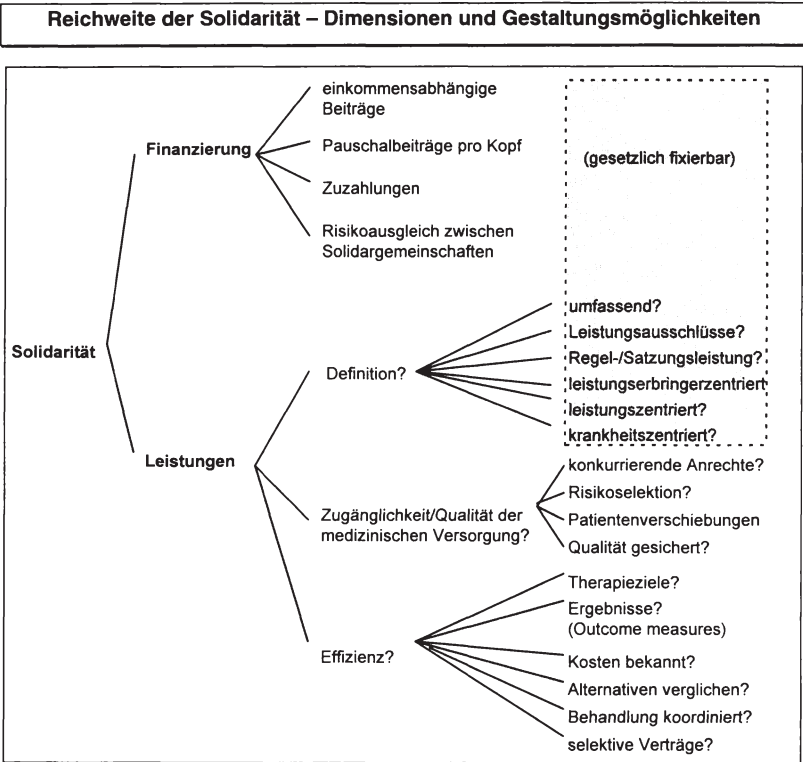 Reichweite der Solidarität – Dimensionen und Gestaltungsmöglichkeiten
einkommensabhängige
Beiträge
Finanzierung
Pauschalbeiträge pro Kopf
(gesetzlich fixierbar)
Zuzahlungen
Risikoausgleich zwischen
Solidargemeinschaften
umfassend?
Leistungsausschlüsse?
Solidarität
Regel-/Satzungsleistung?
Definition?
leistungserbringerzentriert
leistungszentriert?
krankheitszentriert?
Leistungen
konkurrierende Anrechte?
Risikoselektion?
Zugänglichkeit/Qualität der
medizinischen Versorgung?
Patientenverschiebungen
Qualität gesichert?
Therapieziele?
Ergebnisse?
(Outcome measures)
Effizienz?
Kosten bekannt?
Alternativen verglichen?
Behandlung koordiniert?
selektive Verträge?